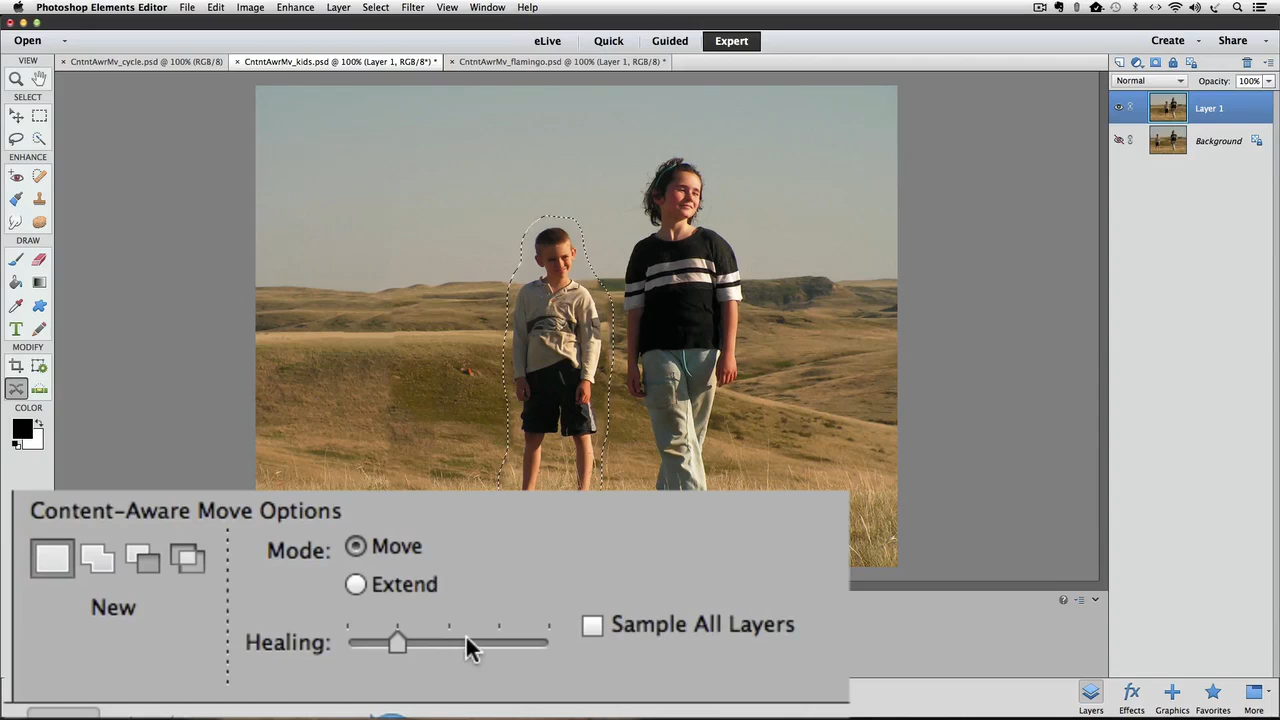 Photoshop Elements Editor File Edit Image Enhance Layer Select Filter View Window Help
Open eLive Quick Guided Expert Create Share
VIEW × CntntAwrMv_cycle.psd @ 100% (RGB/8) × CntntAwrMv_kids.psd @ 100% (Layer 1, RGB/8*) * × CntntAwrMv_flamingo.psd @ 100% (Layer 1, RGB/8) *
Normal Opacity: 100%
SELECT
Layer 1
Background
ENHANCE
DRAW
T
MODIFY
COLOR
Content-Aware Move Options
Mode: Move
Extend
New
Healing: Sample All Layers
fx
Layers Effects Graphics Favorites More